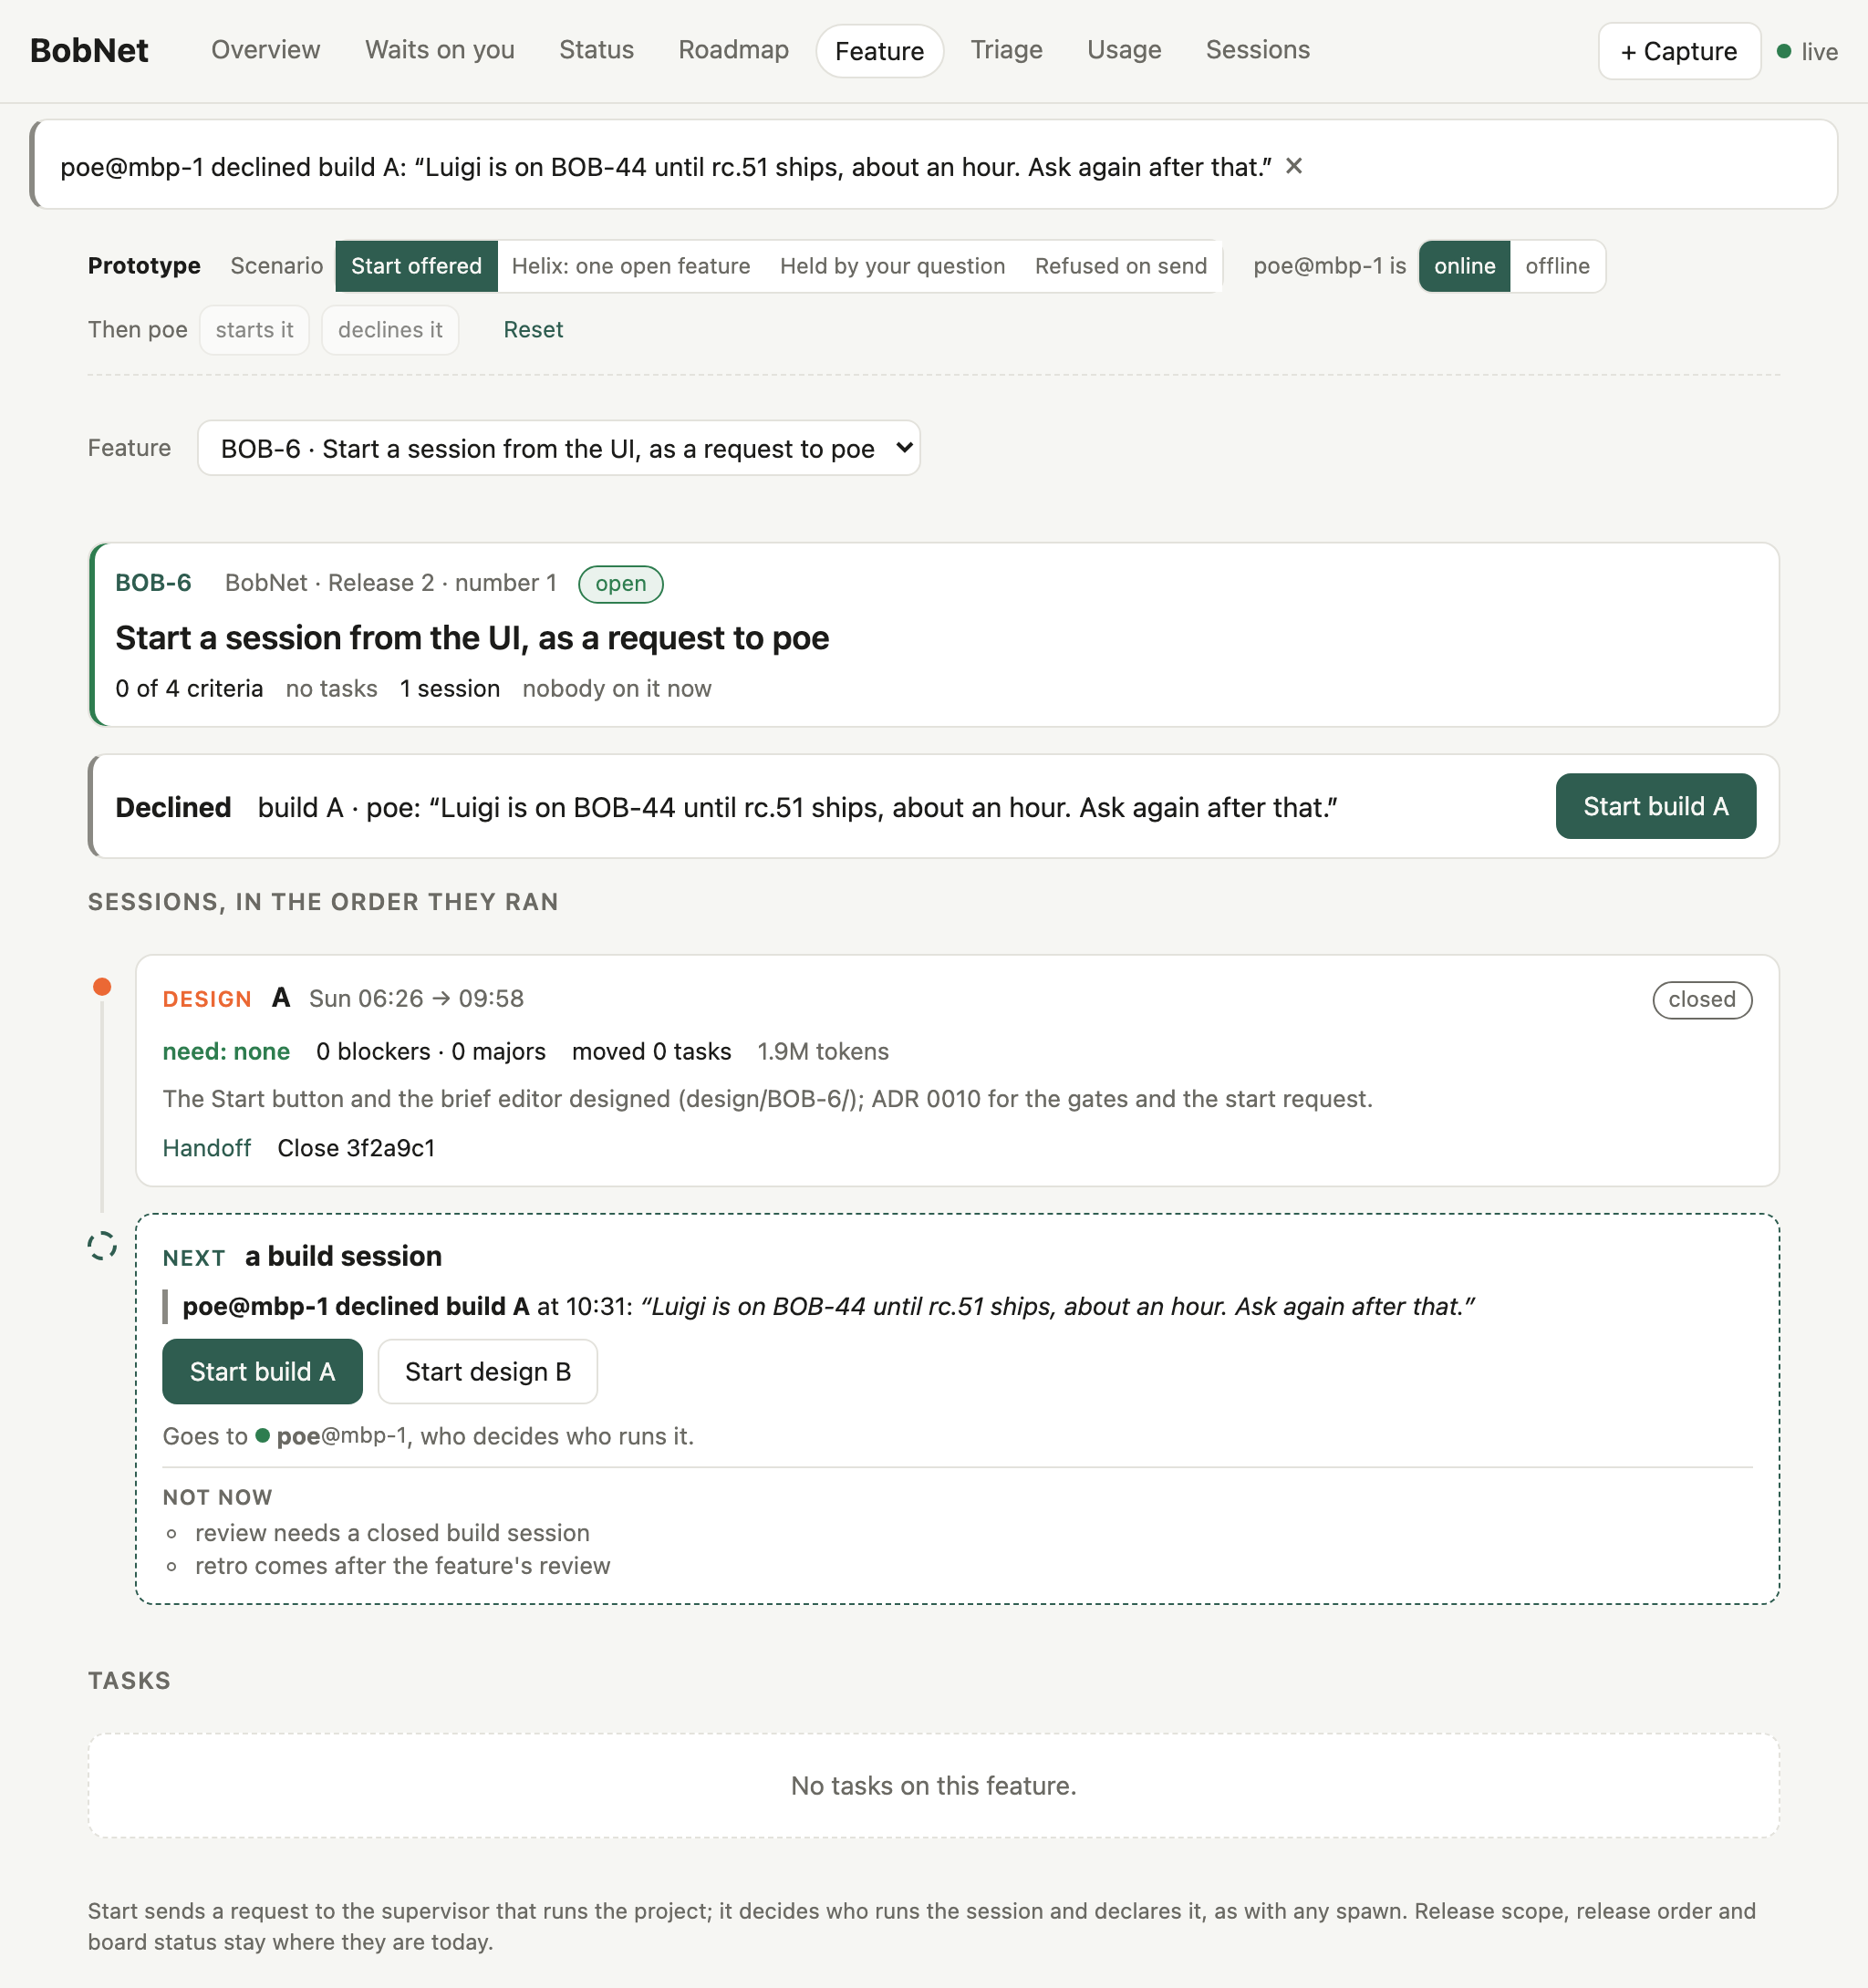 BobNet Overview Waits on you Status Roadmap Feature Triage Usage Sessions + Capture live
poe@mbp-1 declined build A: “Luigi is on BOB-44 until rc.51 ships, about an hour. Ask again after that.” ✕
Prototype Scenario Start offered Helix: one open feature Held by your question Refused on send poe@mbp-1 is online offline
Then poe starts it declines it Reset
Feature BOB-6 · Start a session from the UI, as a request to poe
BOB-6 BobNet · Release 2 · number 1 open
Start a session from the UI, as a request to poe
0 of 4 criteria no tasks 1 session nobody on it now
Declined build A · poe: “Luigi is on BOB-44 until rc.51 ships, about an hour. Ask again after that.” Start build A
SESSIONS, IN THE ORDER THEY RAN
DESIGN A Sun 06:26 → 09:58 closed
need: none 0 blockers · 0 majors moved 0 tasks 1.9M tokens
The Start button and the brief editor designed (design/BOB-6/); ADR 0010 for the gates and the start request.
Handoff Close 3f2a9c1
NEXT a build session
poe@mbp-1 declined build A at 10:31: “Luigi is on BOB-44 until rc.51 ships, about an hour. Ask again after that.”
Start build A Start design B
Goes to poe@mbp-1, who decides who runs it.
NOT NOW
review needs a closed build session
retro comes after the feature's review
TASKS
No tasks on this feature.
Start sends a request to the supervisor that runs the project; it decides who runs the session and declares it, as with any spawn. Release scope, release order and
board status stay where they are today.